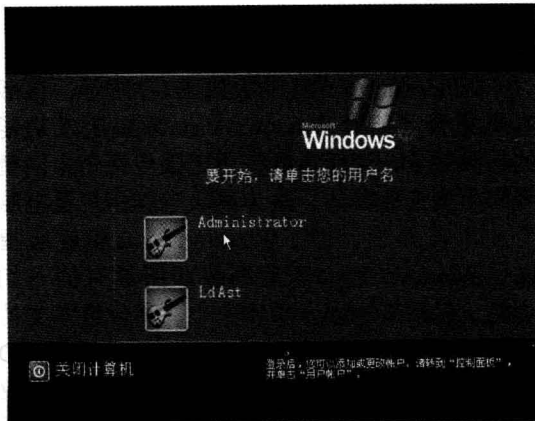 Microsoft
Windows
要开始，请单击您的用户名
Administrator
LdAst
关闭计算机
登录后，您可以添加或更改帐户。请转到“控制面板”，
并单击“用户帐户”。